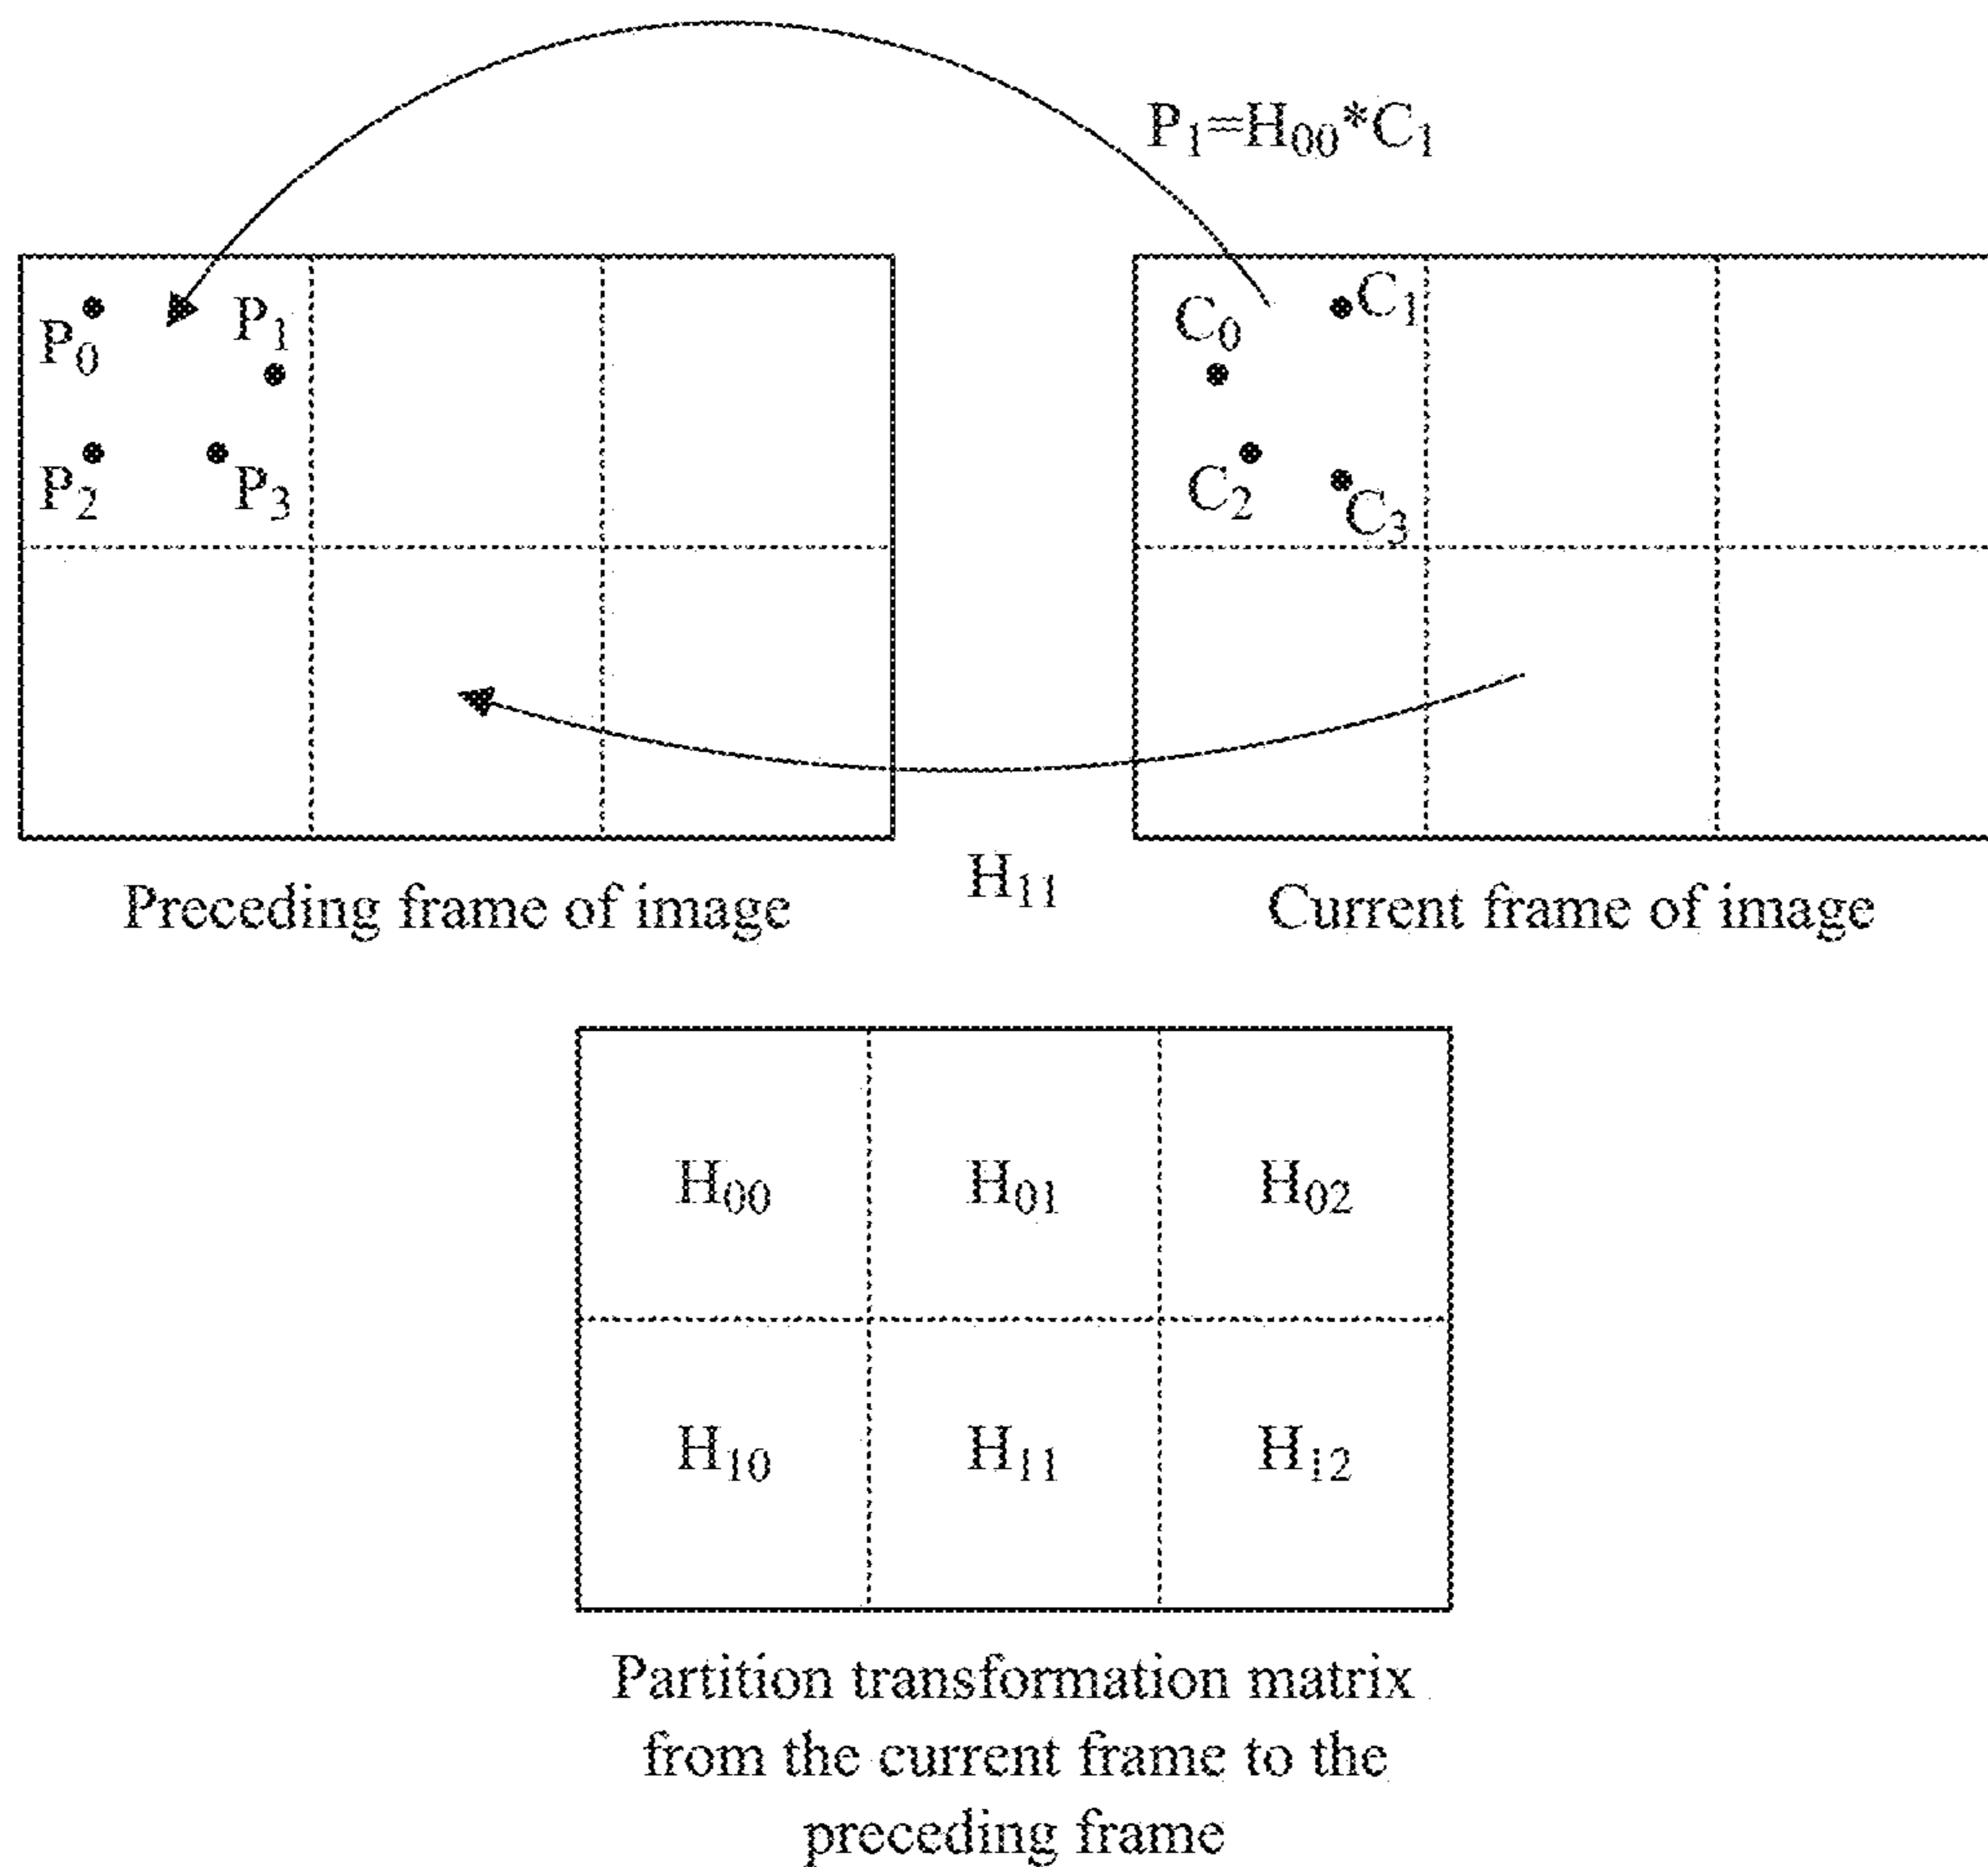 P₁=H₀₀*C₁
P₀
P₁
C₀
C₁
P₂
P₃
C₂
C₃
Preceding frame of image
H₁₁
Current frame of image
H₀₀
H₀₁
H₀₂
H₁₀
H₁₁
H₁₂
Partition transformation matrix
from the current frame to the
preceding frame